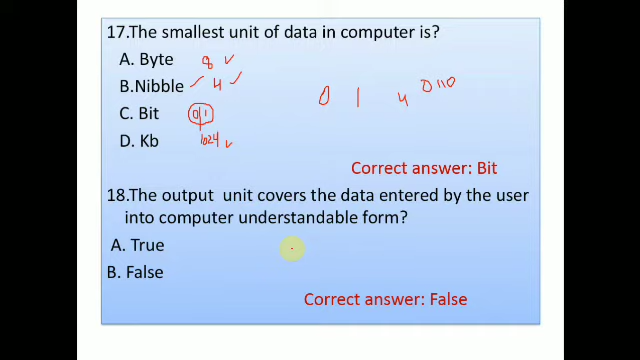 17.The smallest unit of data in computer is?
A. Byte 8
B.Nibble 4
0 1 4 0110
C. Bit 0 1
D. Kb 1024
Correct answer: Bit
18.The output unit covers the data entered by the user
into computer understandable form?
A. True
B. False
Correct answer: False